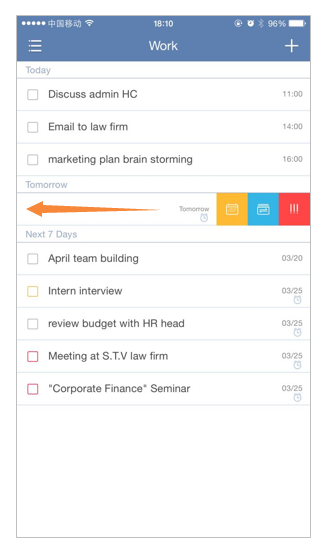 中国移动 18:10 96%
Work
Today
Discuss admin HC 11:00
Email to law firm 14:00
marketing plan brain storming 16:00
Tomorrow
Tomorrow
Next 7 Days
April team building 03/20
Intern interview 03/25
review budget with HR head 03/25
Meeting at S.T.V law firm 03/25
"Corporate Finance" Seminar 03/25